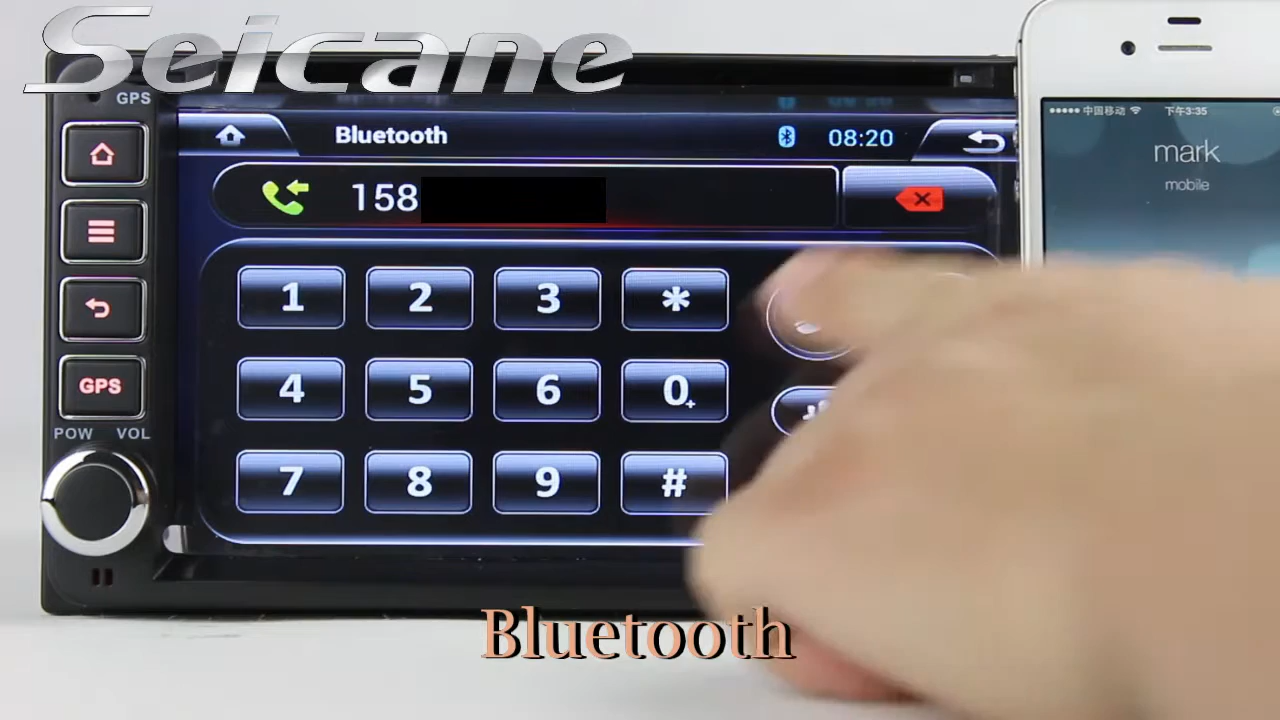 Seicane
GPS
Bluetooth
08:20
158
中国移动
下午3:35
mark
mobile
1
2
3
*
4
5
6
0+
7
8
9
#
GPS
POW
VOL
Bluetooth